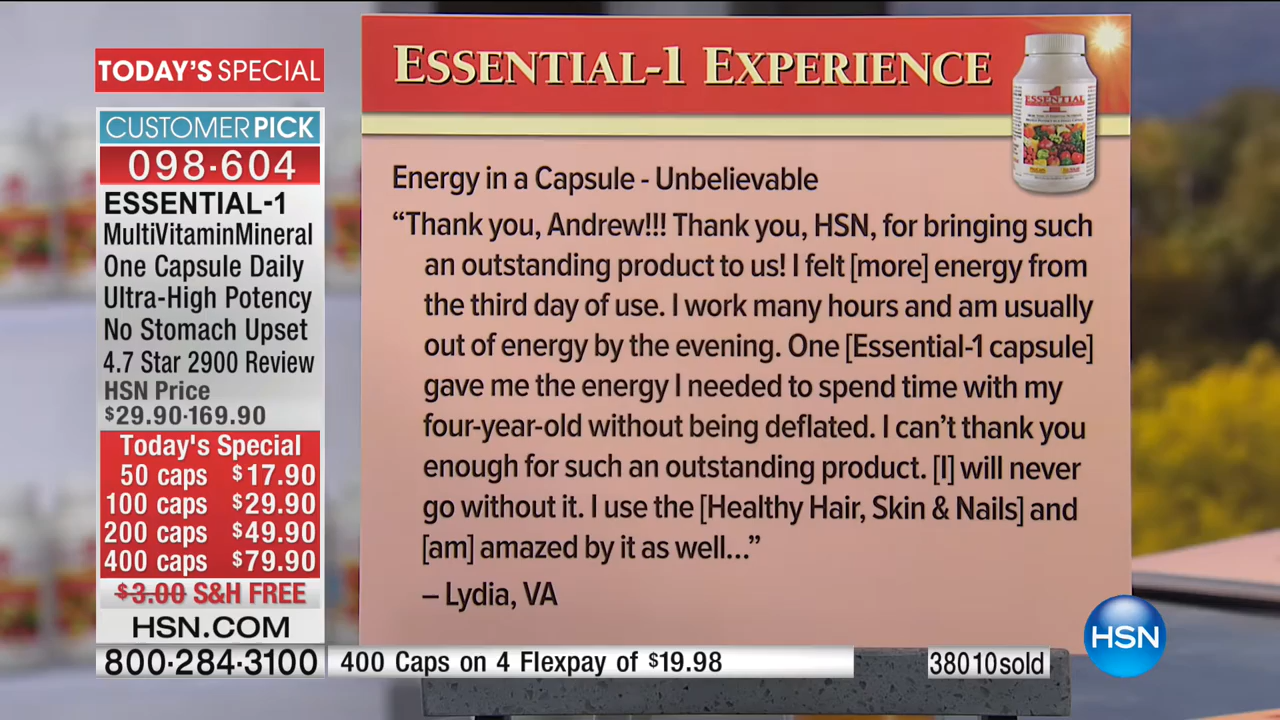 TODAY'S SPECIAL
CUSTOMER PICK
098·604
ESSENTIAL-1
MultiVitaminMineral
One Capsule Daily
Ultra-High Potency
No Stomach Upset
4.7 Star 2900 Review
HSN Price
$29.90-169.90
Today's Special
50 caps $17.90
100 caps $29.90
200 caps $49.90
400 caps $79.90
$3.00 S&H FREE
HSN.COM
800·284·3100
ESSENTIAL-1 EXPERIENCE
1
ESSENTIAL
Energy in a Capsule - Unbelievable
“Thank you, Andrew!!! Thank you, HSN, for bringing such
an outstanding product to us! I felt [more] energy from
the third day of use. I work many hours and am usually
out of energy by the evening. One [Essential-1 capsule]
gave me the energy I needed to spend time with my
four-year-old without being deflated. I can’t thank you
enough for such an outstanding product. [I] will never
go without it. I use the [Healthy Hair, Skin & Nails] and
[am] amazed by it as well...”
– Lydia, VA
400 Caps on 4 Flexpay of $19.98
38010 sold
HSN